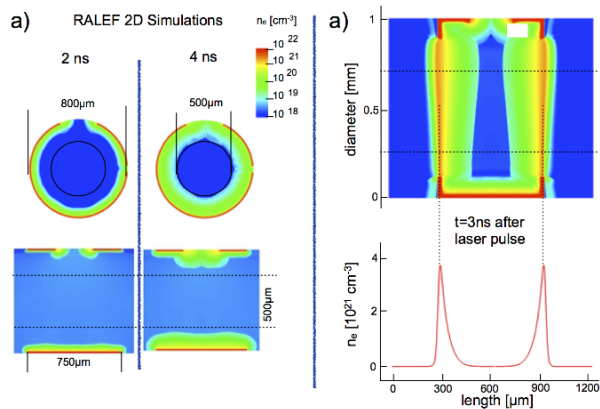 a)
RALEF 2D Simulations
nₑ [cm⁻³]
10²²
10²¹
10²⁰
10¹⁹
10¹⁸
2 ns
4 ns
800µm
500µm
500µm
750µm
a)
diameter [mm]
1
0.5
0
t=3ns after
laser pulse
nₑ [10²¹ cm⁻³]
4
2
0
0
300
600
900
1200
length [µm]